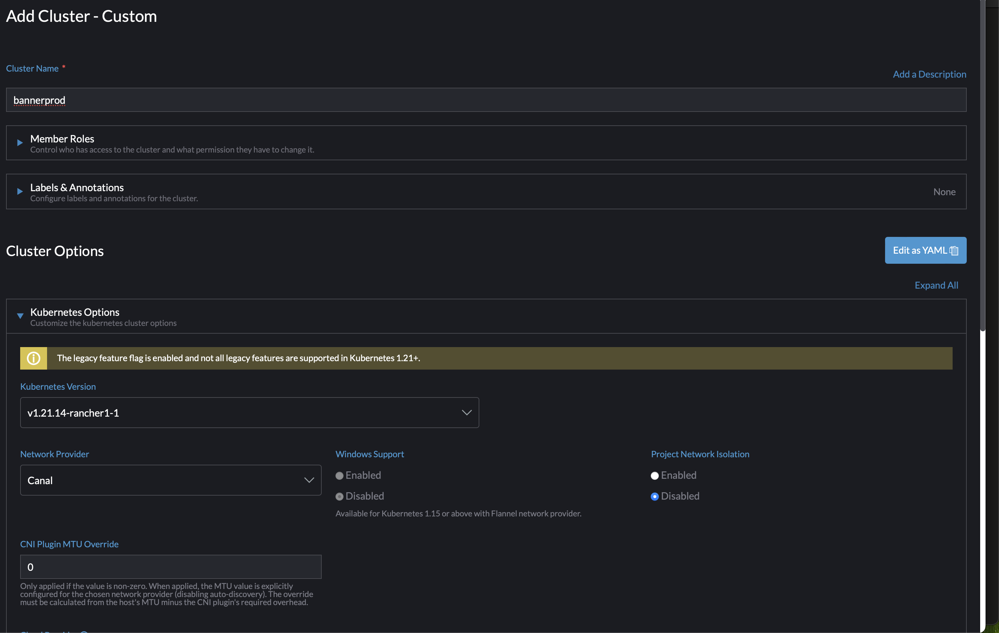 Add Cluster - Custom
Cluster Name *
Add a Description
bannerprod
Member Roles
Control who has access to the cluster and what permission they have to change it.
Labels & Annotations
Configure labels and annotations for the cluster.
None
Cluster Options
Edit as YAML
Expand All
Kubernetes Options
Customize the kubernetes cluster options
The legacy feature flag is enabled and not all legacy features are supported in Kubernetes 1.21+.
Kubernetes Version
v1.21.14-rancher1-1
Network Provider
Windows Support
Project Network Isolation
Canal
Enabled
Enabled
Disabled
Disabled
Available for Kubernetes 1.15 or above with Flannel network provider.
CNI Plugin MTU Override
0
Only applied if the value is non-zero. When applied, the MTU value is explicitly
configured for the chosen network provider (disabling auto-discovery). The override
must be calculated from the host's MTU minus the CNI plugin's required overhead.